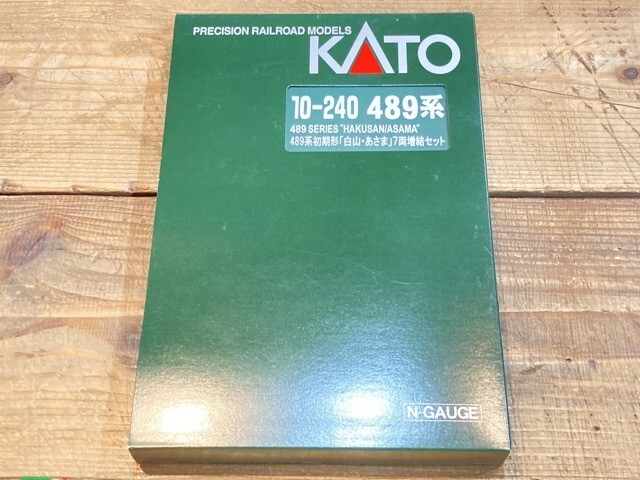 PRECISION RAILROAD MODELS
KATO
10-240 489系
489 SERIES "HAKUSAN/ASAMA"
489系初期形「白山・あさま」7両増結セット
N-GAUGE